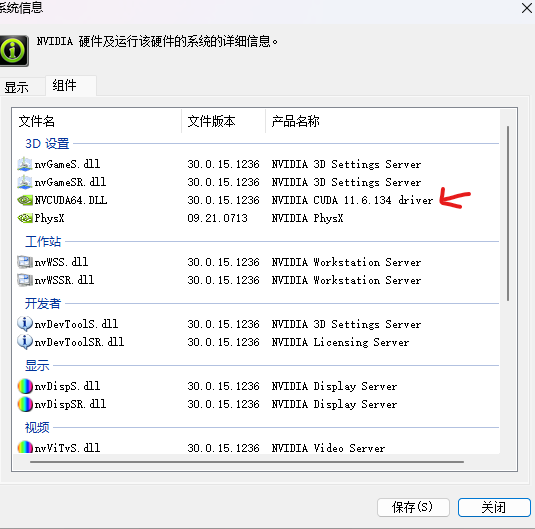 系统信息
NVIDIA 硬件及运行该硬件的系统的详细信息。
显示 组件
文件名 文件版本 产品名称
3D 设置
nvGameS.dll 30.0.15.1236 NVIDIA 3D Settings Server
nvGameSR.dll 30.0.15.1236 NVIDIA 3D Settings Server
NVCUDA64.DLL 30.0.15.1236 NVIDIA CUDA 11.6.134 driver
PhysX 09.21.0713 NVIDIA PhysX
工作站
nvWSS.dll 30.0.15.1236 NVIDIA Workstation Server
nvWSSR.dll 30.0.15.1236 NVIDIA Workstation Server
开发者
nvDevToolS.dll 30.0.15.1236 NVIDIA 3D Settings Server
nvDevToolSR.dll 30.0.15.1236 NVIDIA Licensing Server
显示
nvDispS.dll 30.0.15.1236 NVIDIA Display Server
nvDispSR.dll 30.0.15.1236 NVIDIA Display Server
视频
nvViTvS.dll 30.0.15.1236 NVIDIA Video Server
保存(S) 关闭